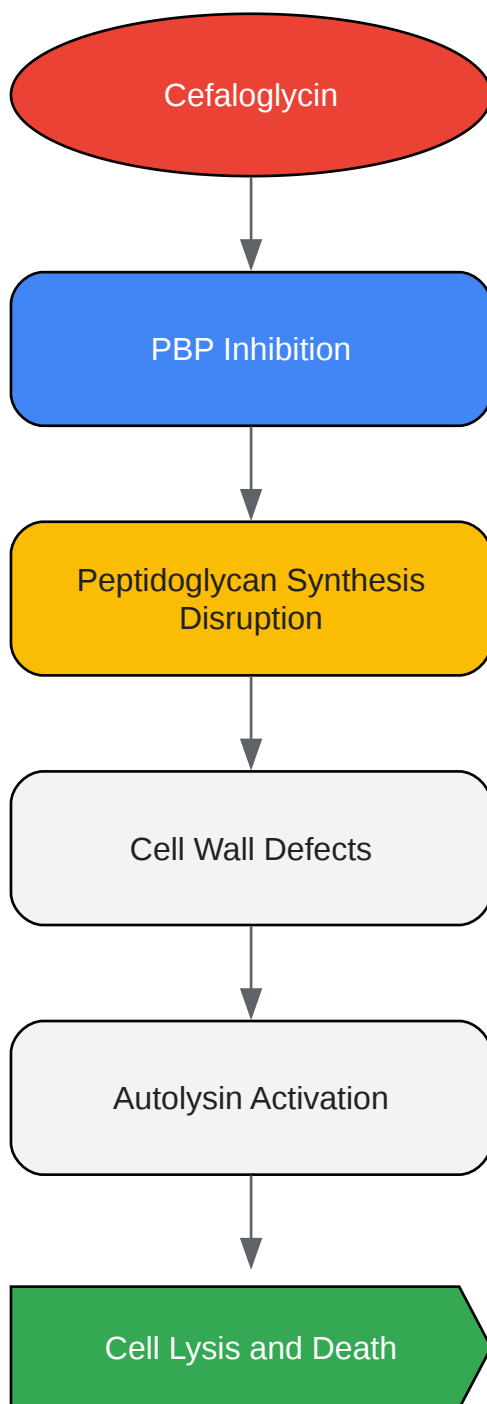 Cefaloglycin
PBP Inhibition
Peptidoglycan Synthesis
Disruption
Cell Wall Defects
Autolysin Activation
Cell Lysis and Death